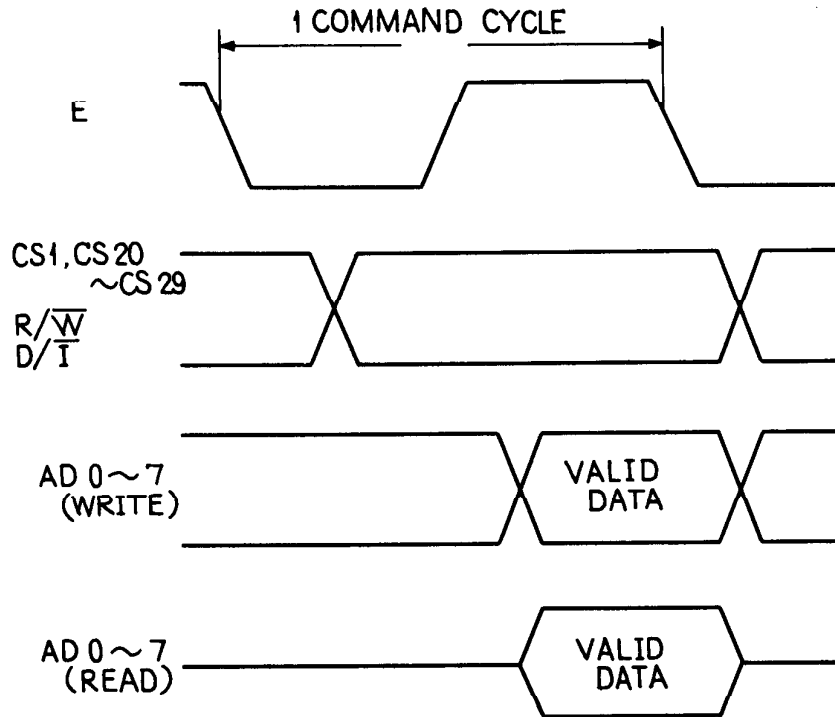 1 COMMAND CYCLE
E
CS1, CS20
~CS29
R/W̅
D/I̅
AD 0~7
(WRITE)
VALID
DATA
AD 0~7
(READ)
VALID
DATA